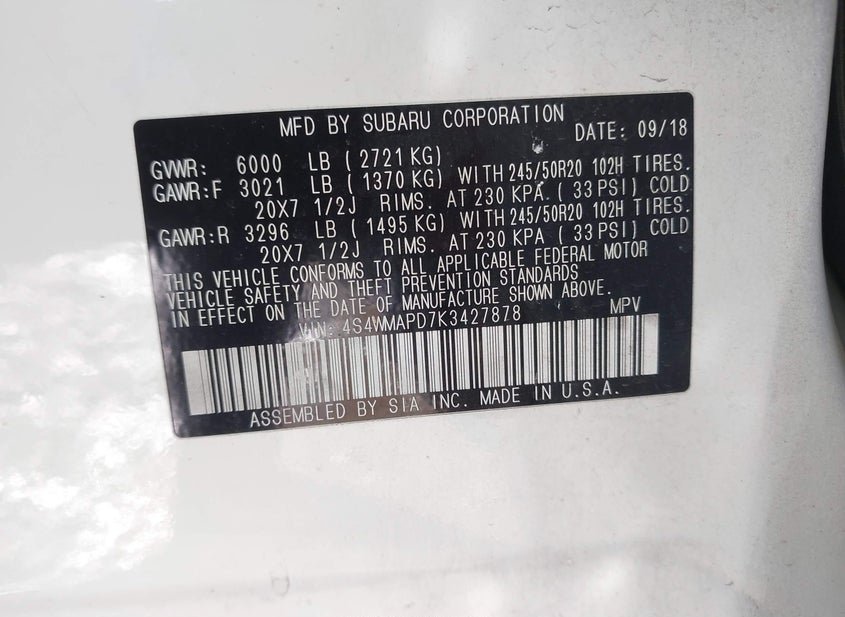 MFD BY SUBARU CORPORATION DATE: 09/18
GVWR: 6000 LB (2721 KG)
GAWR:F 3021 LB (1370 KG) WITH 245/50R20 102H TIRES.
20X7 1/2J RIMS. AT 230 KPA (33 PSI) COLD
GAWR:R 3296 LB (1495 KG) WITH 245/50R20 102H TIRES.
20X7 1/2J RIMS. AT 230 KPA (33 PSI) COLD
THIS VEHICLE CONFORMS TO ALL APPLICABLE FEDERAL MOTOR
VEHICLE SAFETY AND THEFT PREVENTION STANDARDS
IN EFFECT ON THE DATE OF MANUFACTURE SHOWN ABOVE.
VIN: 4S4WMAPD7K3427878 MPV
ASSEMBLED BY SIA INC. MADE IN U.S.A.